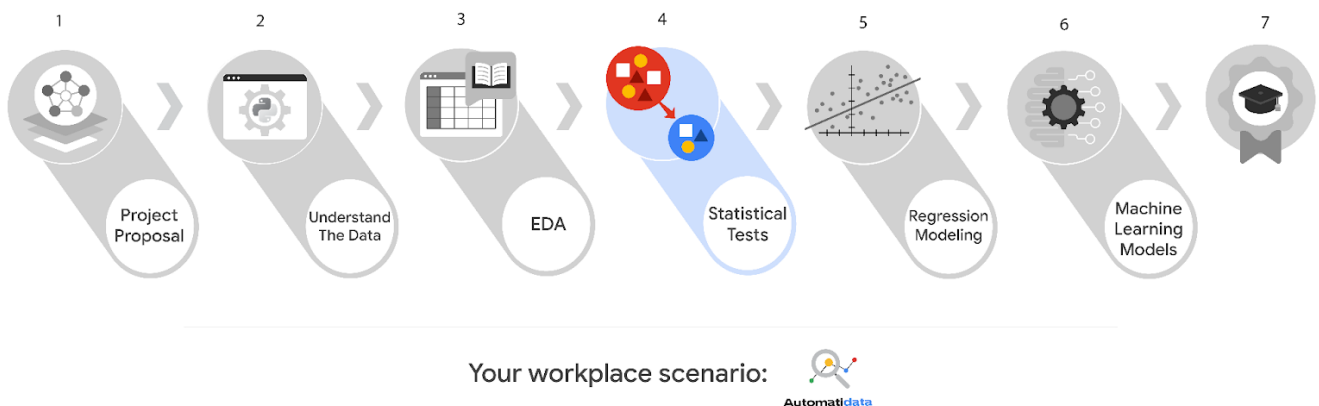 1
2
3
4
5
6
7
Project
Proposal
Understand
The Data
EDA
Statistical
Tests
Regression
Modeling
Machine
Learning
Models
Your workplace scenario:
Automatidata